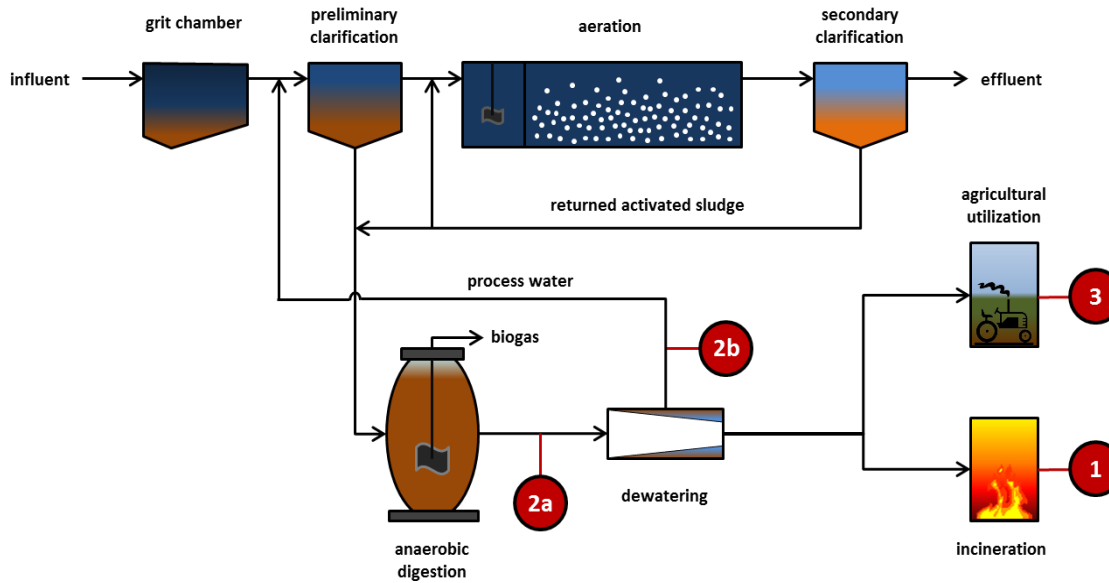 grit chamber
preliminary
clarification
aeration
secondary
clarification
influent
effluent
returned activated sludge
agricultural
utilization
process water
3
biogas
2b
2a
dewatering
1
anaerobic
digestion
incineration